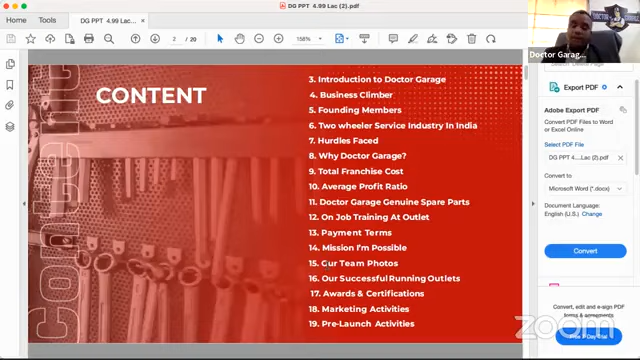 DG PPT 4.99 Lac (2).pdf
Home
Tools
DG PPT 4.99 Lac (2).pdf
×
2 / 20
158%
CONTENT
Content
3. Introduction to Doctor Garage
4. Business Climber
5. Founding Members
6. Two wheeler Service Industry In India
7. Hurdles Faced
8. Why Doctor Garage?
9. Total Franchise Cost
10. Average Profit Ratio
11. Doctor Garage Genuine Spare Parts
12. On Job Training At Outlet
13. Payment Terms
14. Mission I'm Possible
15. Our Team Photos
16. Our Successful Running Outlets
17. Awards & Certifications
18. Marketing Activities
19. Pre-Launch Activities
Doctor Garag...
Export PDF
Adobe Export PDF
Convert PDF Files to Word
or Excel Online
Select PDF File
DG PPT 4....Lac (2).pdf
Convert to
Microsoft Word (*.docx)
Document Language:
English (U.S.) Change
Convert
Convert, edit and e-sign PDF
forms & agreements
zoom